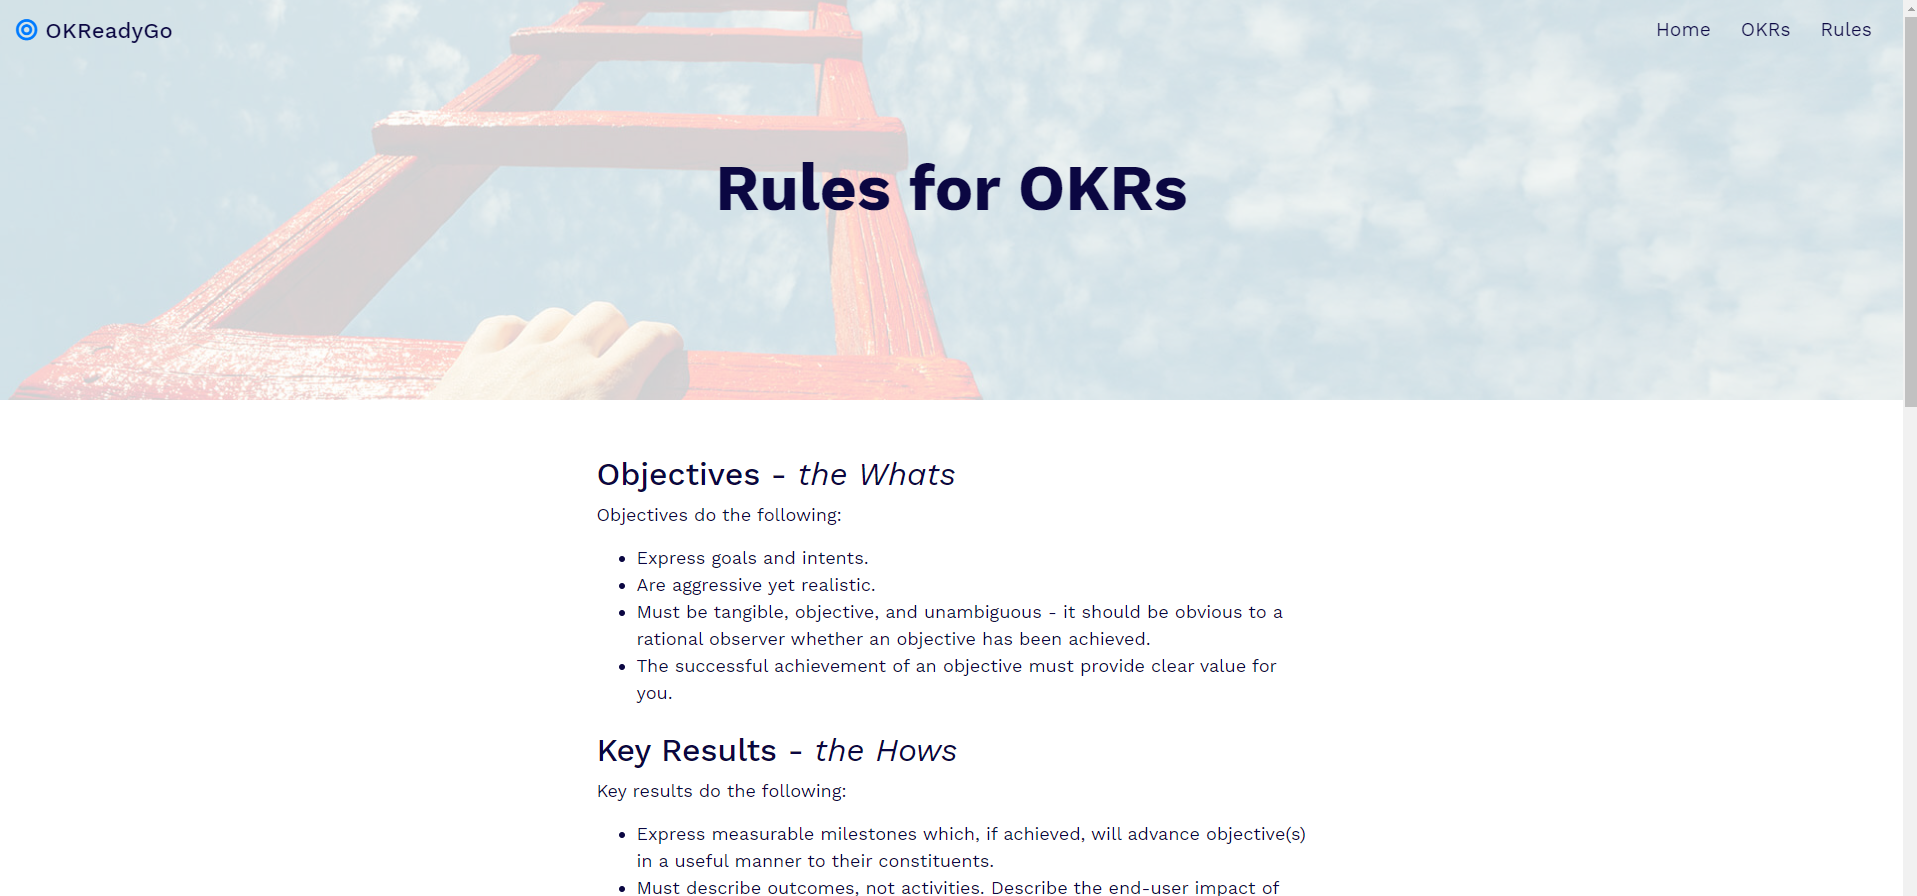 OKReadyGo
Home OKRs Rules
Rules for OKRs
Objectives - the Whats
Objectives do the following:
Express goals and intents.
Are aggressive yet realistic.
Must be tangible, objective, and unambiguous - it should be obvious to a
rational observer whether an objective has been achieved.
The successful achievement of an objective must provide clear value for
you.
Key Results - the Hows
Key results do the following:
Express measurable milestones which, if achieved, will advance objective(s)
in a useful manner to their constituents.
Must describe outcomes, not activities. Describe the end-user impact of